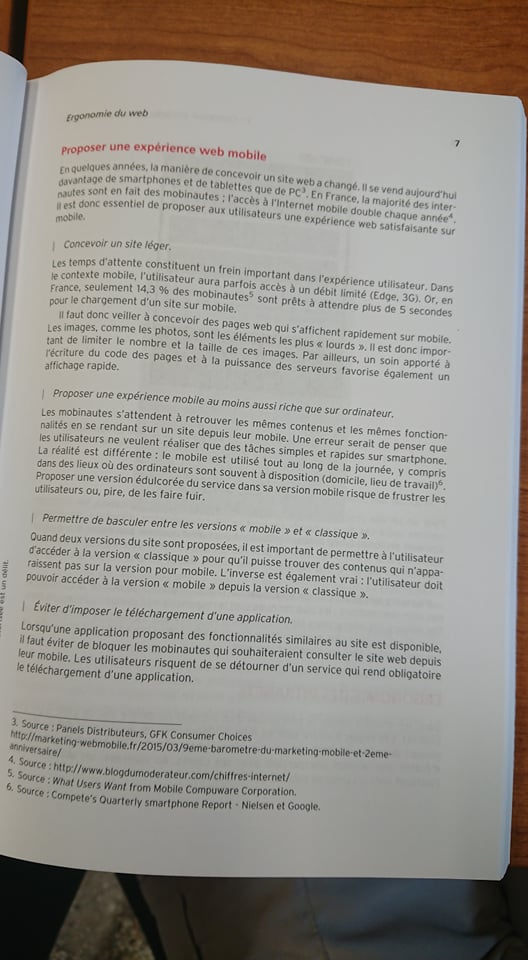 Ergonomie du web
7
Proposer une expérience web mobile
En quelques années, la manière de concevoir un site web a changé. Il se vend aujourd'hui
davantage de smartphones et de tablettes que de PC³. En France, la majorité des inter-
nautes sont en fait des mobinautes ; l'accès à l'Internet mobile double chaque année⁴.
Il est donc essentiel de proposer aux utilisateurs une expérience web satisfaisante sur
mobile.
| Concevoir un site léger.
Les temps d'attente constituent un frein important dans l'expérience utilisateur. Dans
le contexte mobile, l'utilisateur aura parfois accès à un débit limité (Edge, 3G). Or, en
France, seulement 14,3 % des mobinautes⁵ sont prêts à attendre plus de 5 secondes
pour le chargement d'un site sur mobile.
Il faut donc veiller à concevoir des pages web qui s'affichent rapidement sur mobile.
Les images, comme les photos, sont les éléments les plus « lourds ». Il est donc impor-
tant de limiter le nombre et la taille de ces images. Par ailleurs, un soin apporté à
l'écriture du code des pages et à la puissance des serveurs favorise également un
affichage rapide.
| Proposer une expérience mobile au moins aussi riche que sur ordinateur.
Les mobinautes s'attendent à retrouver les mêmes contenus et les mêmes fonction-
nalités en se rendant sur un site depuis leur mobile. Une erreur serait de penser que
les utilisateurs ne veulent réaliser que des tâches simples et rapides sur smartphone.
La réalité est différente : le mobile est utilisé tout au long de la journée, y compris
dans des lieux où des ordinateurs sont souvent à disposition (domicile, lieu de travail)⁶.
Proposer une version édulcorée du service dans sa version mobile risque de frustrer les
utilisateurs ou, pire, de les faire fuir.
| Permettre de basculer entre les versions « mobile » et « classique ».
Quand deux versions du site sont proposées, il est important de permettre à l'utilisateur
d'accéder à la version « classique » pour qu'il puisse trouver des contenus qui n'appa-
raissent pas sur la version pour mobile. L'inverse est également vrai : l'utilisateur doit
pouvoir accéder à la version « mobile » depuis la version « classique ».
| Éviter d'imposer le téléchargement d'une application.
Lorsqu'une application proposant des fonctionnalités similaires au site est disponible,
il faut éviter de bloquer les mobinautes qui souhaiteraient consulter le site web depuis
leur mobile. Les utilisateurs risquent de se détourner d'un service qui rend obligatoire
le téléchargement d'une application.
3. Source : Panels Distributeurs, GFK Consumer Choices
http://marketing-webmobile.fr/2015/03/9eme-barometre-du-marketing-mobile-et-2eme-
anniversaire/
4. Source : http://www.blogdumoderateur.com/chiffres-internet/
5. Source : What Users Want from Mobile Compuware Corporation.
6. Source : Compete's Quarterly smartphone Report - Nielsen et Google.
est un délit.